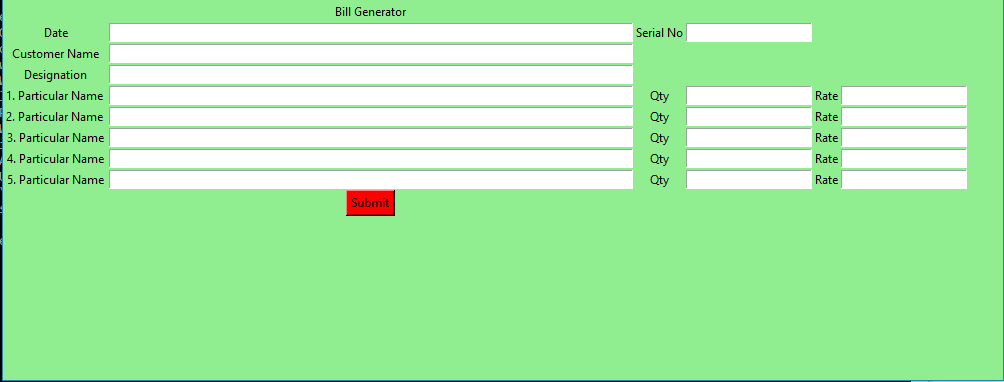 Bill Generator
Date Serial No
Customer Name
Designation
1. Particular Name Qty Rate
2. Particular Name Qty Rate
3. Particular Name Qty Rate
4. Particular Name Qty Rate
5. Particular Name Qty Rate
Submit